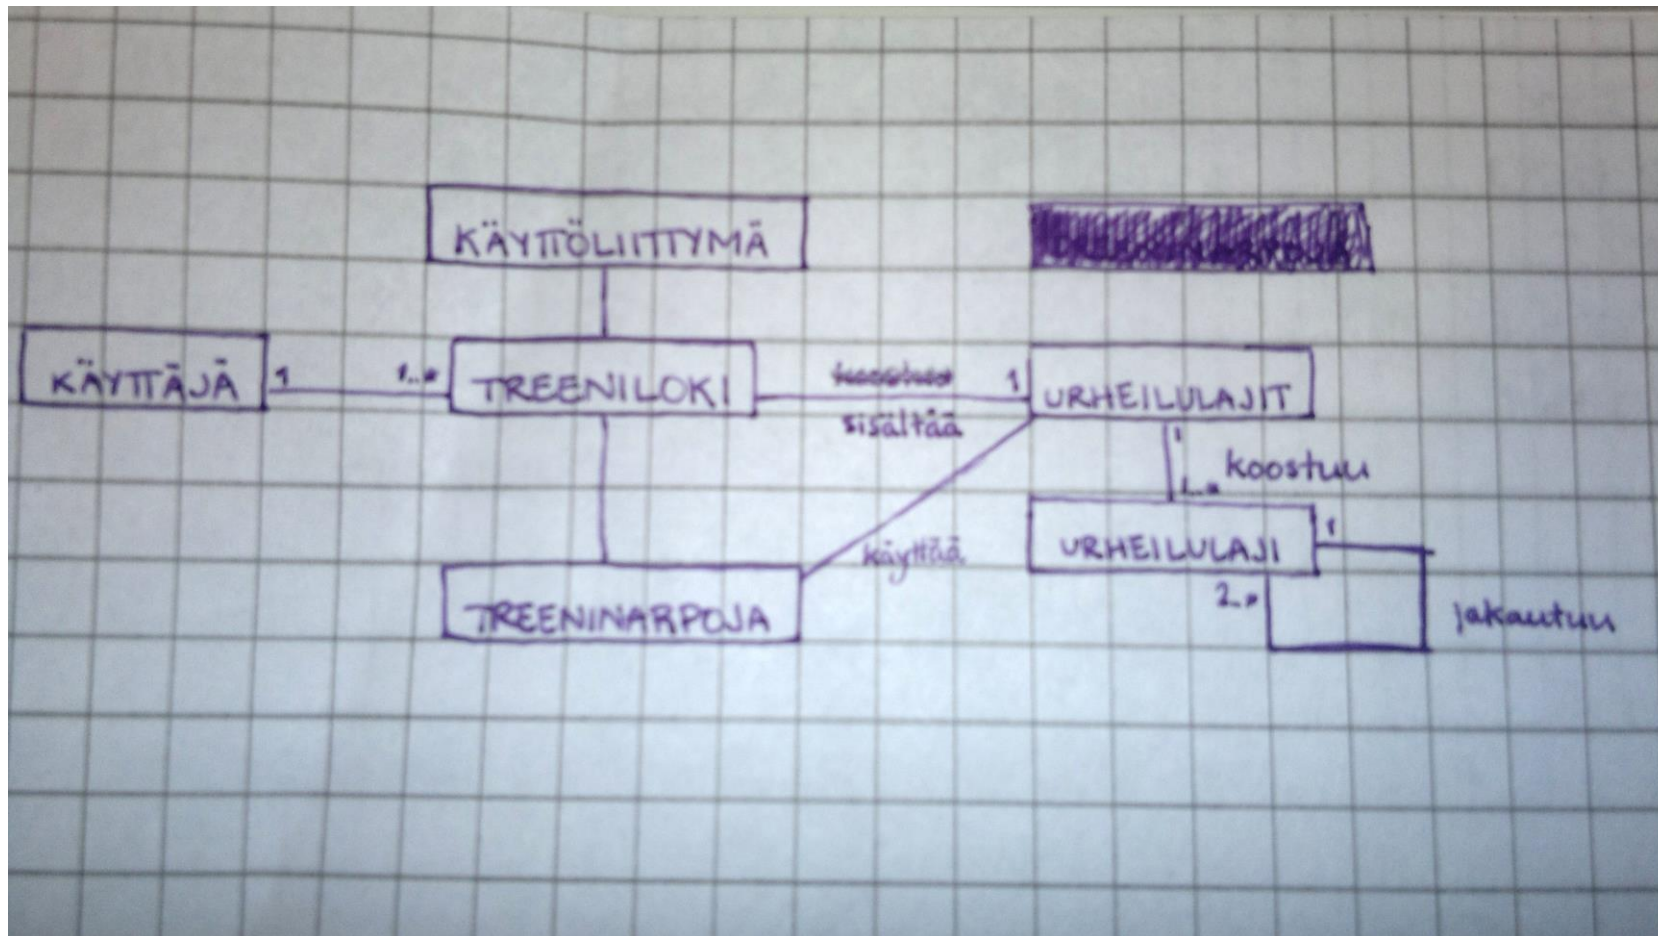 KÄYTTÖLIITTYMÄ
KÄYTTÄJÄ
1
1..*
TREENILOKI
sisältää
1
URHEILULAJIT
1
koostuu
1..*
käyttää
URHEILULAJI
1
2..*
jakautuu
TREENINARPOJA